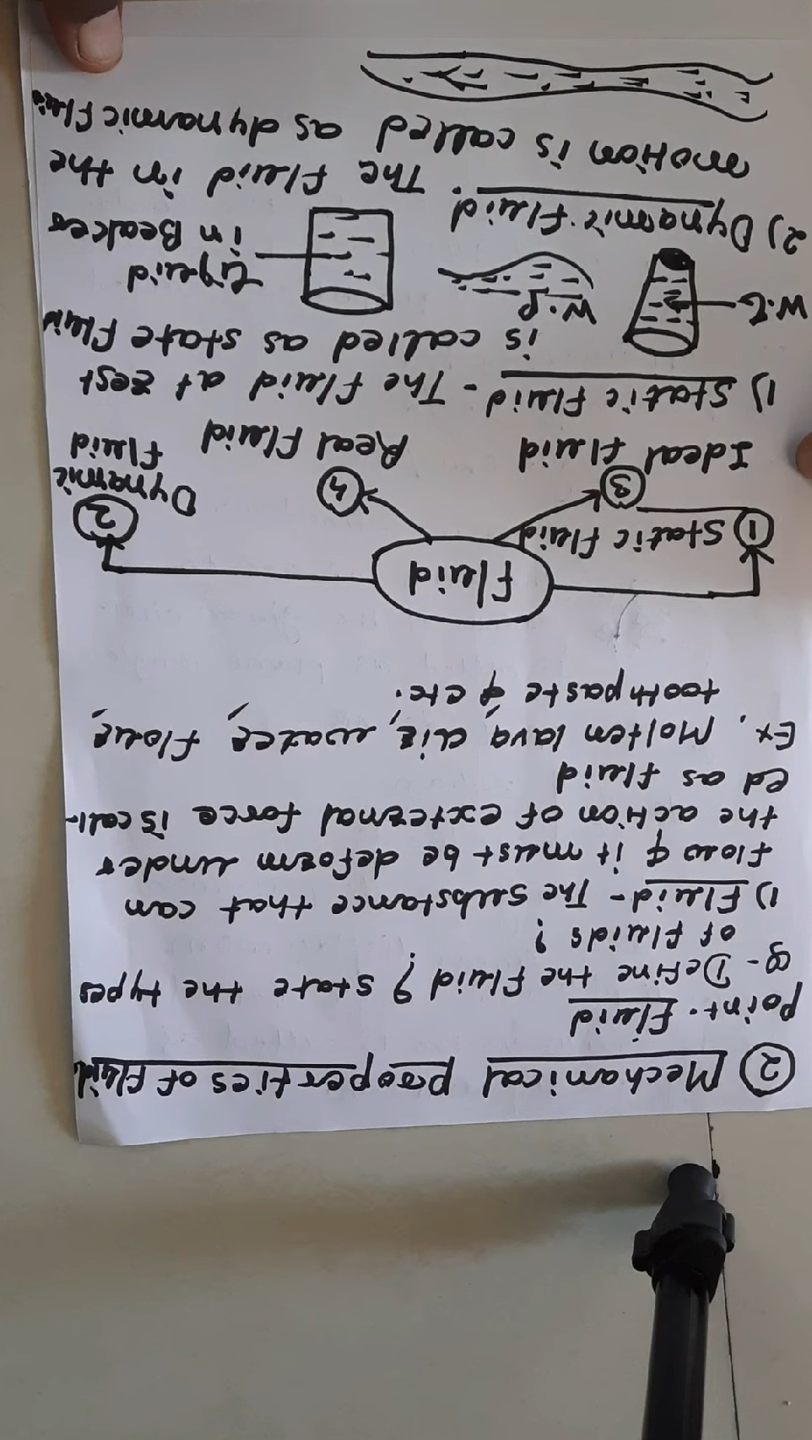 ② Mechanical properties of Fluid
Point. Fluid
Q- Define the fluid? state the types
of fluids?
1) Fluid - The substance that can
flow & it must be deform under
the action of external force is call-
ed as fluid
Ex. Molten lava, air, water, flour,
toothpaste & etc.
Fluid
① Static Fluid
② Dynamic
Fluid
③ Ideal fluid
④ Real Fluid
1) Static Fluid - The fluid at rest
is called as state Fluid
W.G
W.P
Liquid
in Beaker
2) Dynamic Fluid. The fluid in the
motion is called as dynamic Fluid